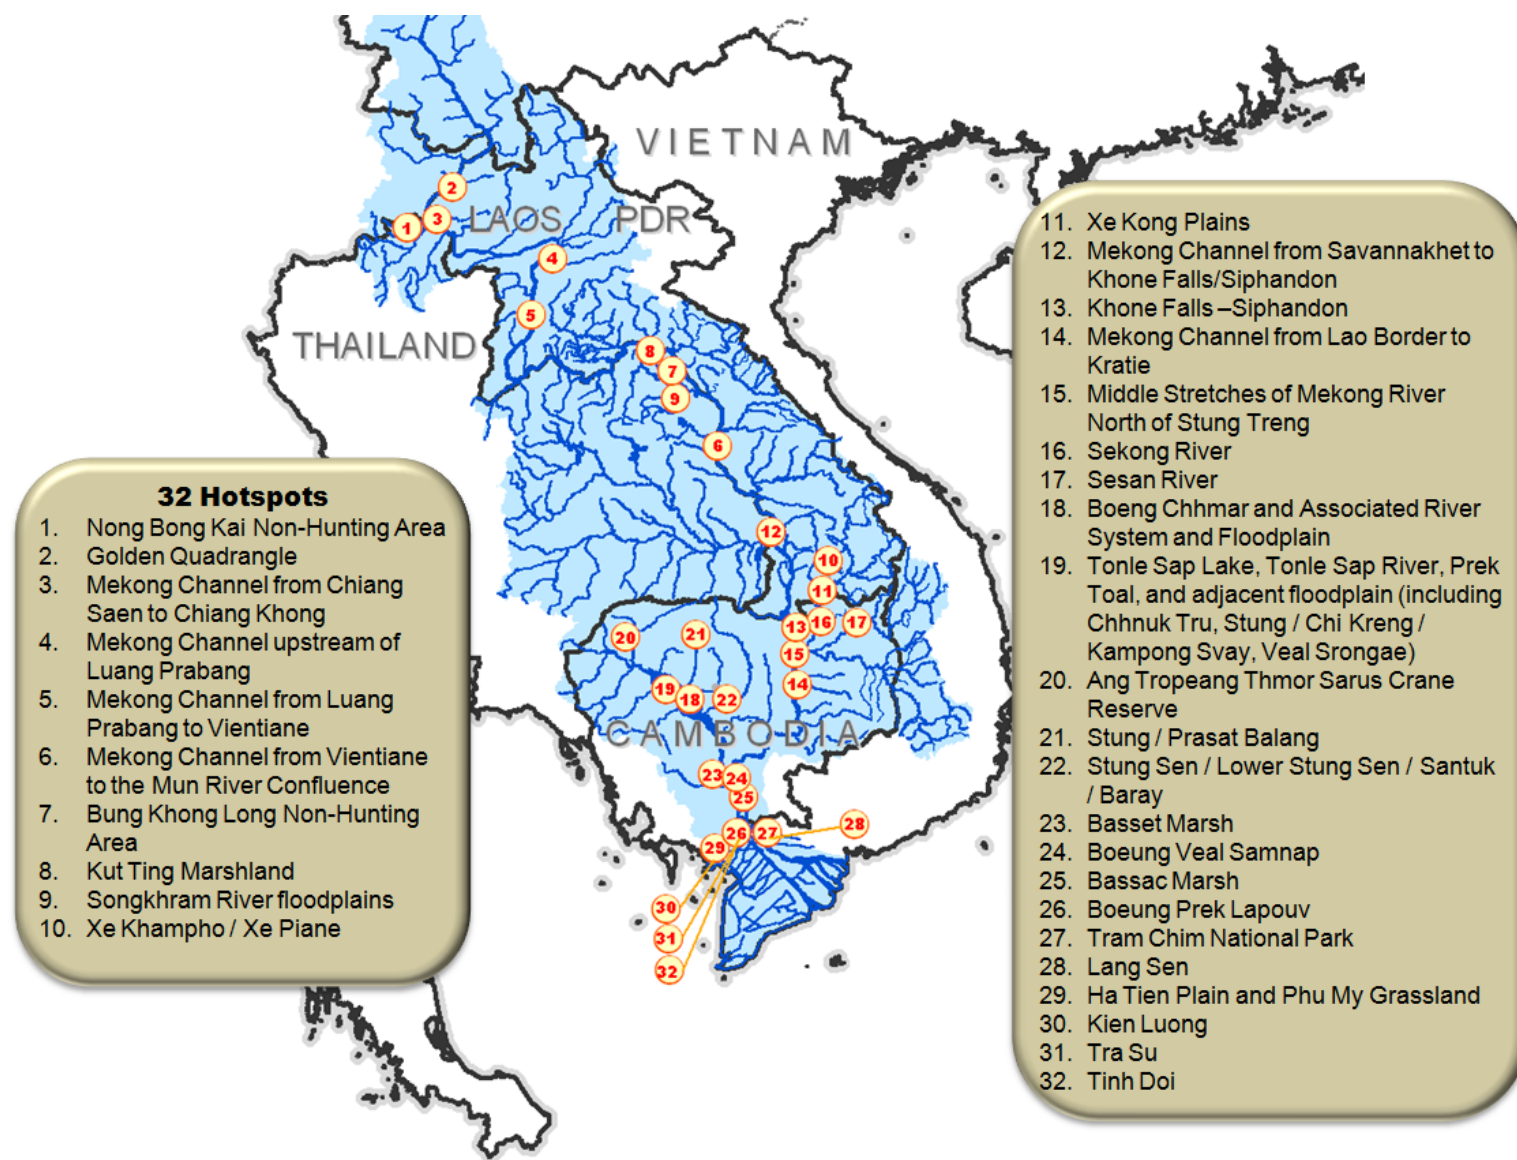 VIETNAM
LAOS PDR
THAILAND
CAMBODIA
2
3
1
4
5
8
7
9
6
12
10
11
13
16
17
20
21
15
14
19
18
22
23
24
25
26
27
28
29
30
31
32
32 Hotspots
1. Nong Bong Kai Non-Hunting Area
2. Golden Quadrangle
3. Mekong Channel from Chiang
Saen to Chiang Khong
4. Mekong Channel upstream of
Luang Prabang
5. Mekong Channel from Luang
Prabang to Vientiane
6. Mekong Channel from Vientiane
to the Mun River Confluence
7. Bung Khong Long Non-Hunting
Area
8. Kut Ting Marshland
9. Songkhram River floodplains
10. Xe Khampho / Xe Piane
11. Xe Kong Plains
12. Mekong Channel from Savannakhet to
Khone Falls/Siphandon
13. Khone Falls –Siphandon
14. Mekong Channel from Lao Border to
Kratie
15. Middle Stretches of Mekong River
North of Stung Treng
16. Sekong River
17. Sesan River
18. Boeng Chhmar and Associated River
System and Floodplain
19. Tonle Sap Lake, Tonle Sap River, Prek
Toal, and adjacent floodplain (including
Chhnuk Tru, Stung / Chi Kreng /
Kampong Svay, Veal Srongae)
20. Ang Tropeang Thmor Sarus Crane
Reserve
21. Stung / Prasat Balang
22. Stung Sen / Lower Stung Sen / Santuk
/ Baray
23. Basset Marsh
24. Boeung Veal Samnap
25. Bassac Marsh
26. Boeung Prek Lapouv
27. Tram Chim National Park
28. Lang Sen
29. Ha Tien Plain and Phu My Grassland
30. Kien Luong
31. Tra Su
32. Tinh Doi